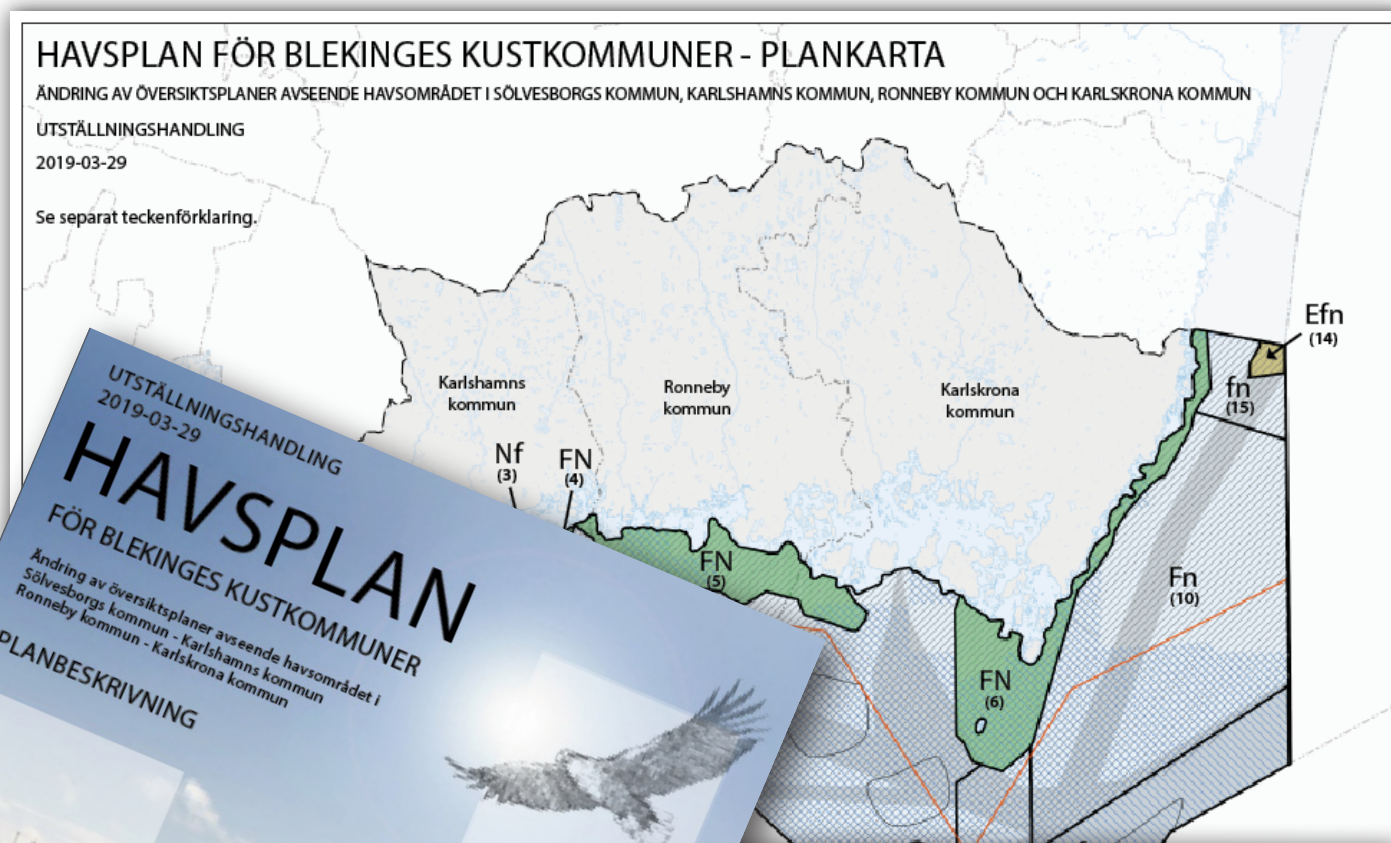 HAVSPLAN FÖR BLEKINGES KUSTKOMMUNER - PLANKARTA
ÄNDRING AV ÖVERSIKTSPLANER AVSEENDE HAVSOMRÅDET I SÖLVESBORGS KOMMUN, KARLSHAMNS KOMMUN, RONNEBY KOMMUN OCH KARLSKRONA KOMMUN
UTSTÄLLNINGSHANDLING
2019-03-29
Se separat teckenförklaring.
Karlshamns
kommun
Ronneby
kommun
Karlskrona
kommun
Efn
(14)
fn
(15)
Nf
(3)
FN
(4)
FN
(5)
Fn
(10)
FN
(6)
UTSTÄLLNINGSHANDLING
2019-03-29
HAVSPLAN
FÖR BLEKINGES KUSTKOMMUNER
Ändring av översiktsplaner avseende havsområdet i
Sölvesborgs kommun - Karlshamns kommun
Ronneby kommun - Karlskrona kommun
PLANBESKRIVNING